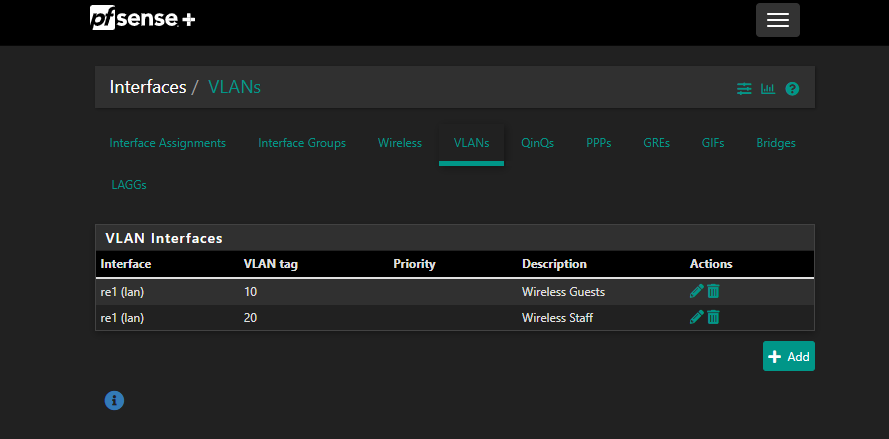 pfsense+
Interfaces / VLANs
Interface Assignments Interface Groups Wireless VLANs QinQs PPPs GREs GIFs Bridges
LAGGs
VLAN Interfaces
Interface VLAN tag Priority Description Actions
re1 (lan) 10 Wireless Guests
re1 (lan) 20 Wireless Staff
+ Add